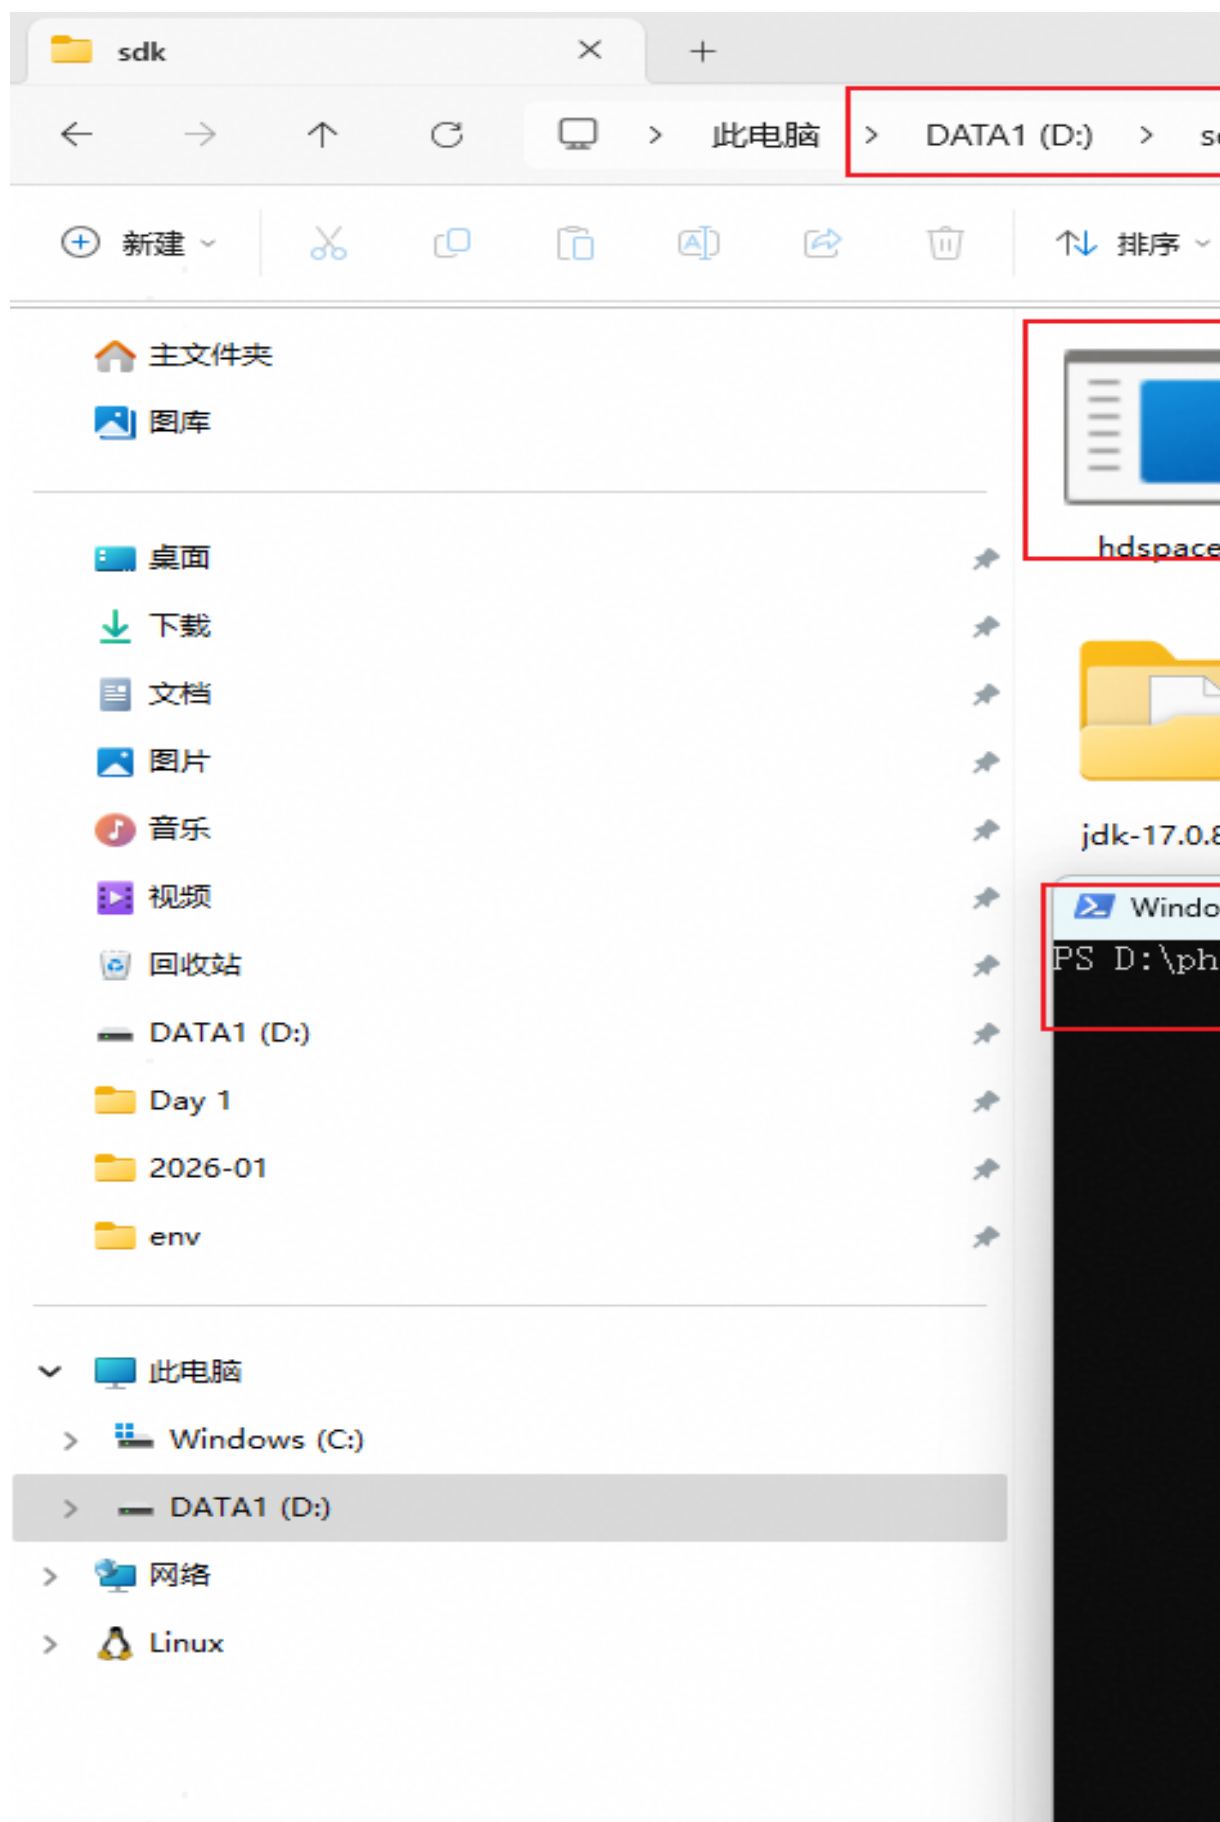 sdk
此电脑 > DATA1 (D:) >
新建
排序
主文件夹
图库
hdspace
桌面
下载
文档
图片
jdk-17.0.8
音乐
视频
Windo
回收站
PS D:\ph
DATA1 (D:)
Day 1
2026-01
env
此电脑
Windows (C:)
DATA1 (D:)
网络
Linux